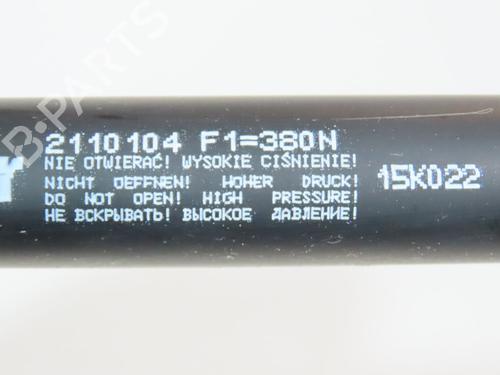 2110104 F1=380N
NIE OTWIERAĆ! WYSOKIE CIŚNIENIE!
NICHT OEFFNEN! HOHER DRUCK!
DO NOT OPEN! HIGH PRESSURE!
НЕ ВСКРЫВАТЬ! ВЫСОКОЕ ДАВЛЕНИЕ!
15K022